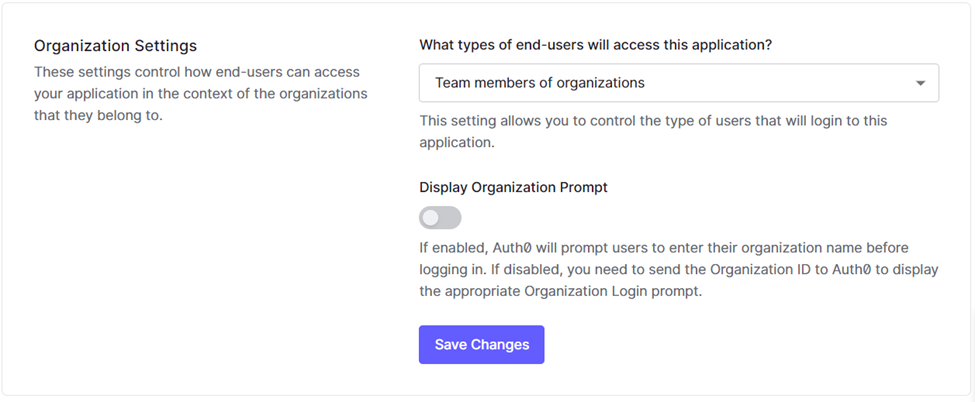 Organization Settings
These settings control how end-users can access
your application in the context of the organizations
that they belong to.
What types of end-users will access this application?
Team members of organizations
This setting allows you to control the type of users that will login to this
application.
Display Organization Prompt
If enabled, Auth0 will prompt users to enter their organization name before
logging in. If disabled, you need to send the Organization ID to Auth0 to display
the appropriate Organization Login prompt.
Save Changes